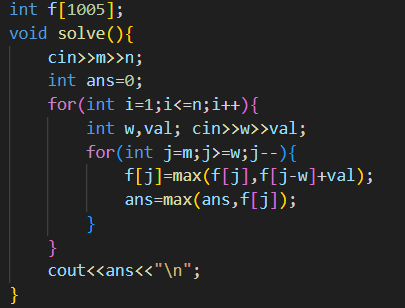 int f[1005];
void solve(){
    cin>>m>>n;
    int ans=0;
    for(int i=1;i<=n;i++){
        int w,val; cin>>w>>val;
        for(int j=m;j>=w;j--){
            f[j]=max(f[j],f[j-w]+val);
            ans=max(ans,f[j]);
        }
    }
    cout<<ans<<"\n";
}